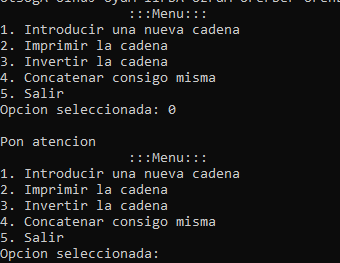 :::Menu:::
1. Introducir una nueva cadena
2. Imprimir la cadena
3. Invertir la cadena
4. Concatenar consigo misma
5. Salir
Opcion seleccionada: 0
Pon atencion
:::Menu:::
1. Introducir una nueva cadena
2. Imprimir la cadena
3. Invertir la cadena
4. Concatenar consigo misma
5. Salir
Opcion seleccionada: